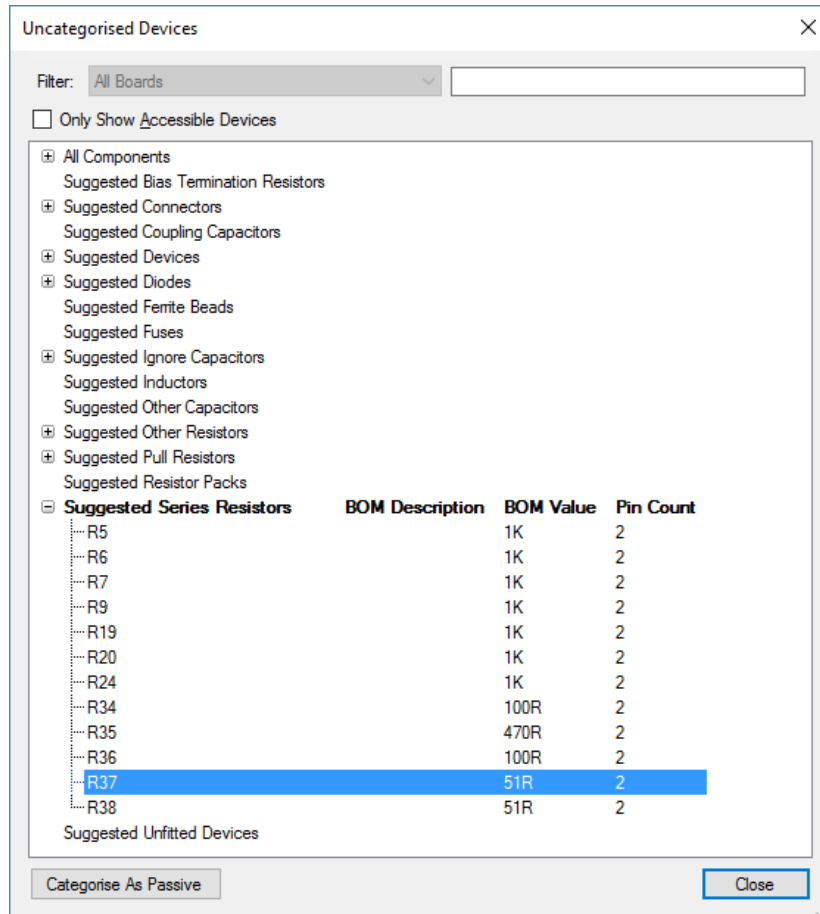 Uncategorised Devices
Filter: All Boards
Only Show Accessible Devices
All Components
Suggested Bias Termination Resistors
Suggested Connectors
Suggested Coupling Capacitors
Suggested Devices
Suggested Diodes
Suggested Ferrite Beads
Suggested Fuses
Suggested Ignore Capacitors
Suggested Inductors
Suggested Other Capacitors
Suggested Other Resistors
Suggested Pull Resistors
Suggested Resistor Packs
Suggested Series Resistors BOM Description BOM Value Pin Count
R5 1K 2
R6 1K 2
R7 1K 2
R9 1K 2
R19 1K 2
R20 1K 2
R24 1K 2
R34 100R 2
R35 470R 2
R36 100R 2
R37 51R 2
R38 51R 2
Suggested Unfitted Devices
Categorise As Passive Close